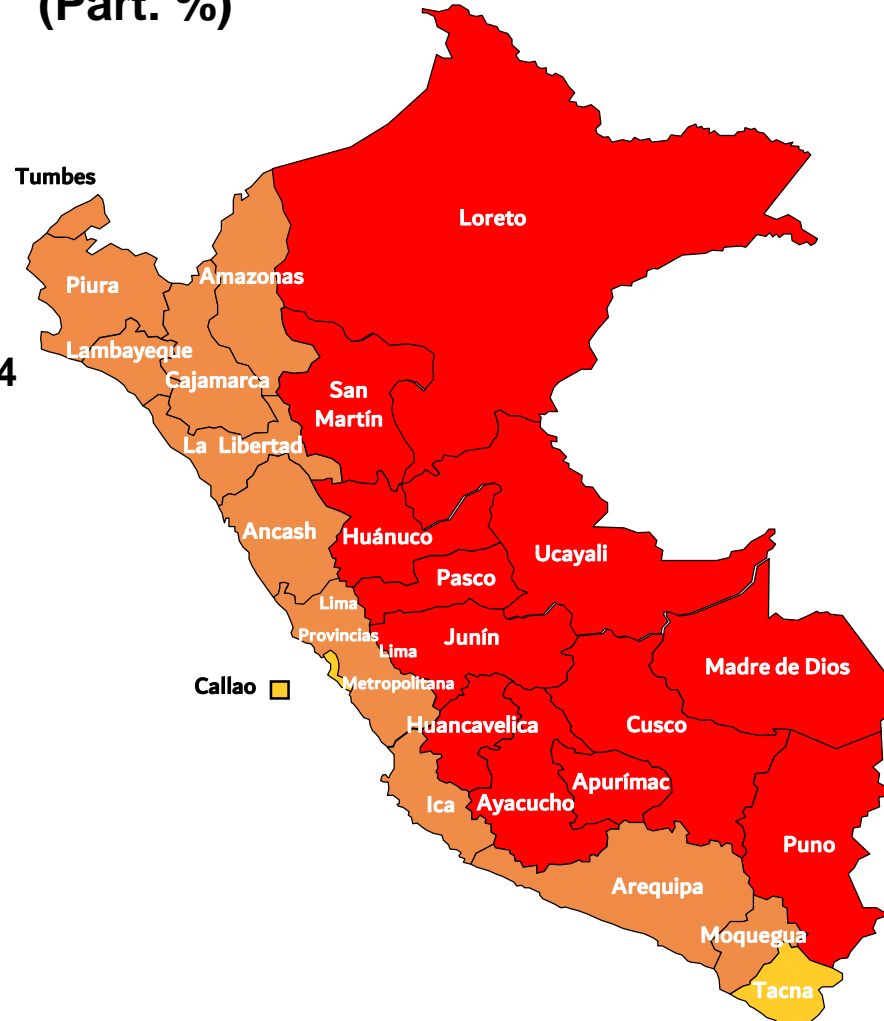 (Part. %)
Tumbes
Loreto
Amazonas
Piura
Lambayeque
4
Cajamarca
San
Martín
La Libertad
Ancash
Huánuco
Ucayali
Pasco
Lima
Provincias
Junín
Lima
Metropolitana
Madre de Dios
Callao
Huancavelica
Cusco
Apurímac
Ica
Ayacucho
Puno
Arequipa
Moquegua
Tacna